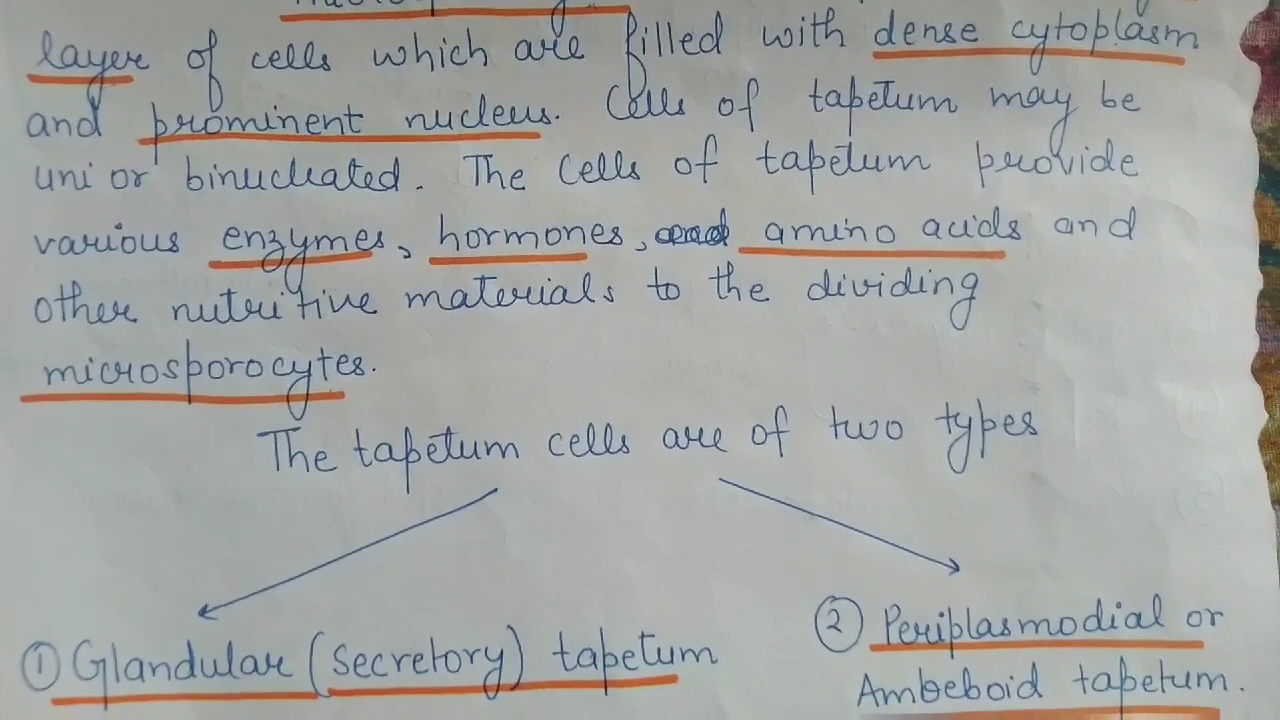 layer of cells which are filled with dense cytoplasm
and prominent nucleus. Cells of tapetum may be
uni or binucleated. The cells of tapetum provide
various enzymes, hormones, and amino acids and
other nutritive materials to the dividing
microsporocytes.
The tapetum cells are of two types
① Glandular (secretory) tapetum
② Periplasmodial or
Ambeboid tapetum.